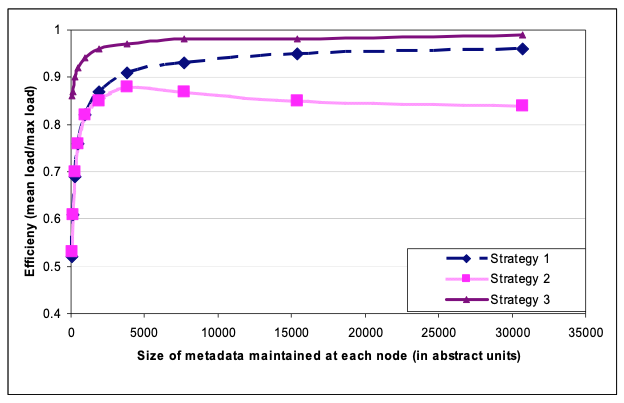 1
0.9
0.8
0.7
0.6
0.5
0.4
Efficieny (mean load/max load)
0 5000 10000 15000 20000 25000 30000 35000
Size of metadata maintained at each node (in abstract units)
Strategy 1
Strategy 2
Strategy 3